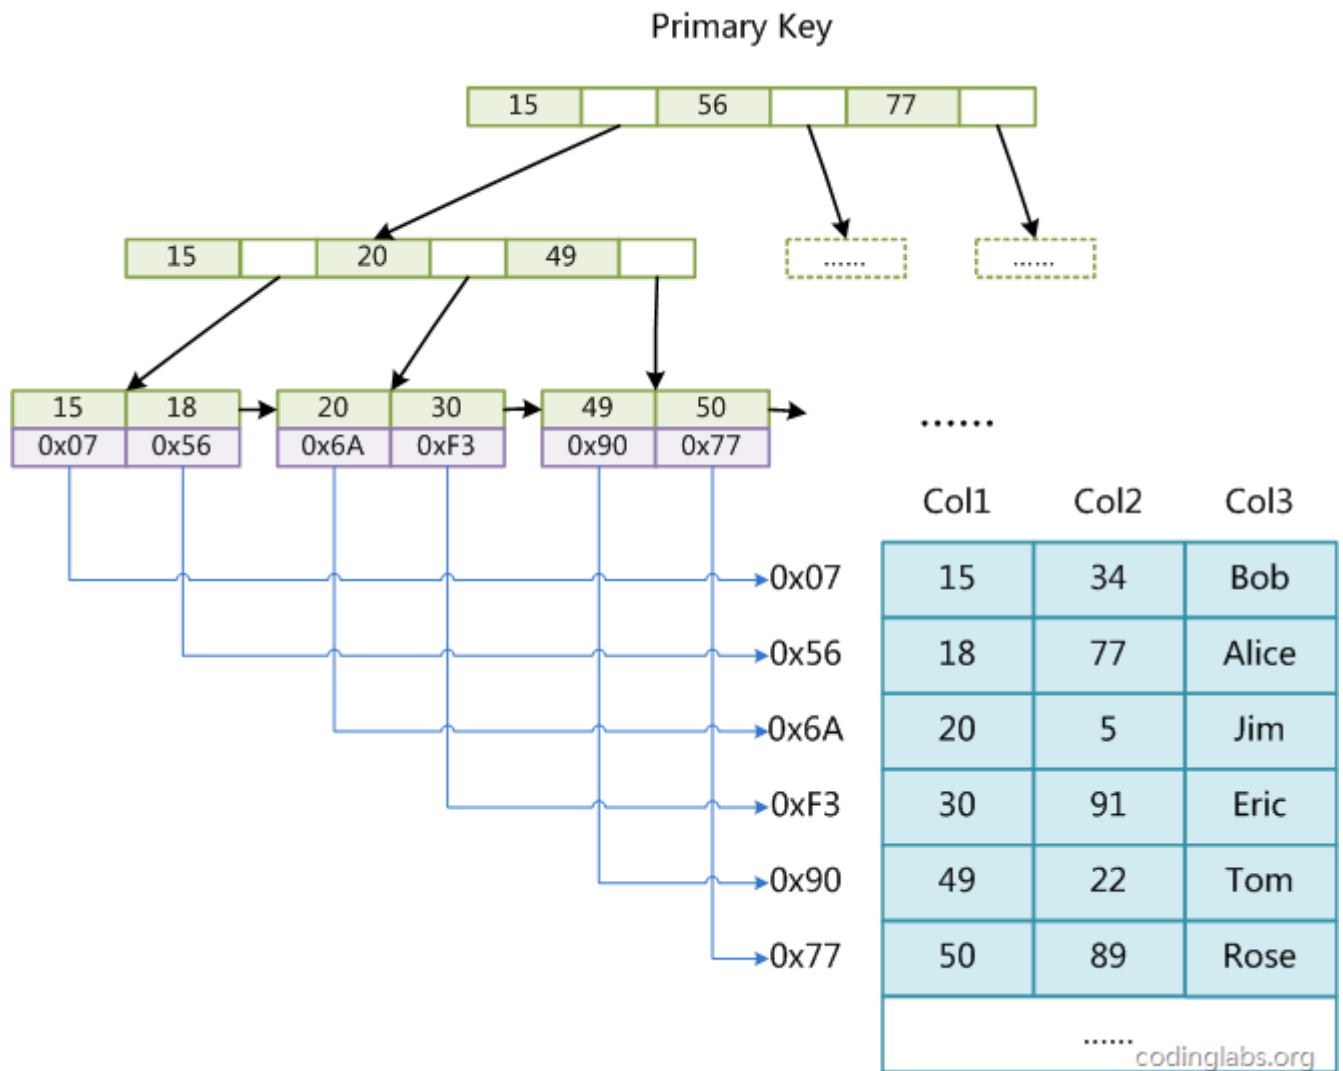 Primary Key
15 56 77
15 20 49
...... ......
15 18 20 30 49 50
0x07 0x56 0x6A 0xF3 0x90 0x77
......
Col1 Col2 Col3
0x07 15 34 Bob
0x56 18 77 Alice
0x6A 20 5 Jim
0xF3 30 91 Eric
0x90 49 22 Tom
0x77 50 89 Rose
......
codinglabs.org